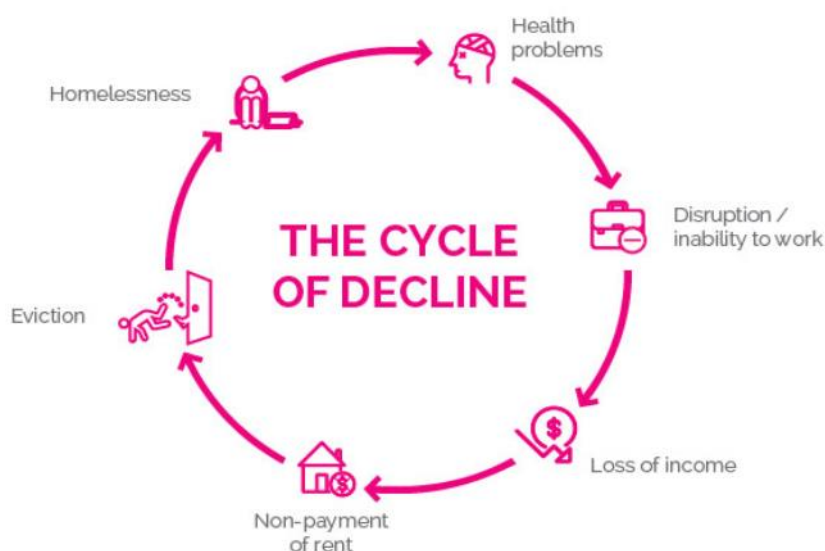 Health
problems
Homelessness
THE CYCLE
OF DECLINE
Disruption /
inability to work
Eviction
$
Loss of income
$
Non-payment
of rent